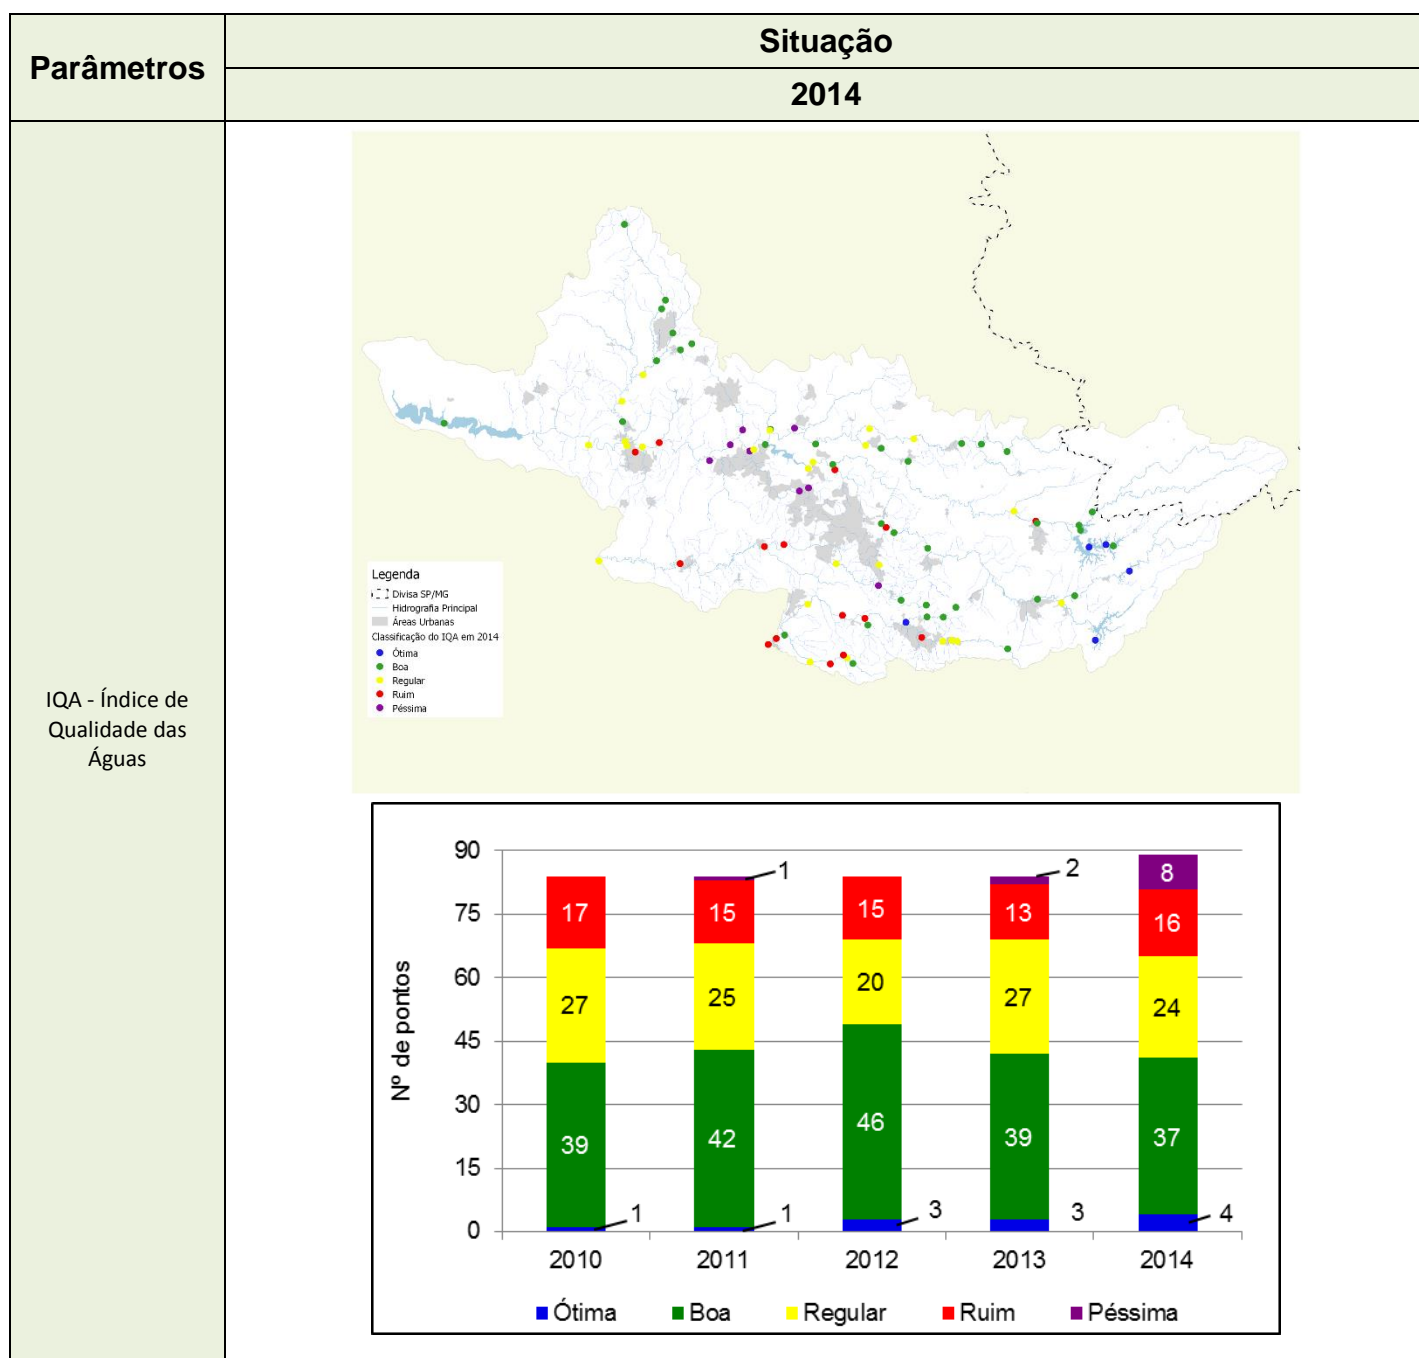 Parâmetros
Situação
2014
IQA - Índice de
Qualidade das
Águas
Legenda
Divisa SP/MG
Hidrografia Principal
Áreas Urbanas
Classificação do IQA em 2014
Ótima
Boa
Regular
Ruim
Péssima
Nº de pontos
90
75
60
45
30
15
0
17
27
39
1
1
15
25
42
1
15
20
46
3
2
13
27
39
3
8
16
24
37
4
2010 2011 2012 2013 2014
Ótima Boa Regular Ruim Péssima